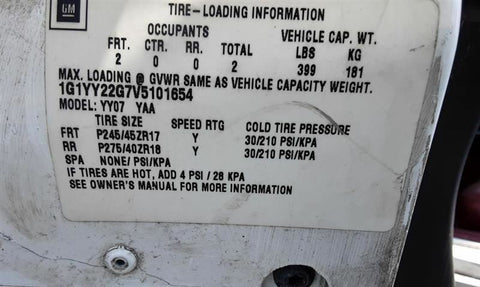 GM
TIRE-LOADING INFORMATION
OCCUPANTS VEHICLE CAP. WT.
FRT. CTR. RR. TOTAL LBS KG
2 0 0 2 399 181
MAX. LOADING @ GVWR SAME AS VEHICLE CAPACITY WEIGHT.
1G1YY22G7V5101654
MODEL: YY07 YAA
TIRE SIZE SPEED RTG COLD TIRE PRESSURE
FRT P245/45ZR17 Y 30/210 PSI/KPA
RR P275/40ZR18 Y 30/210 PSI/KPA
SPA NONE/ PSI/KPA
IF TIRES ARE HOT, ADD 4 PSI / 28 KPA
SEE OWNER'S MANUAL FOR MORE INFORMATION